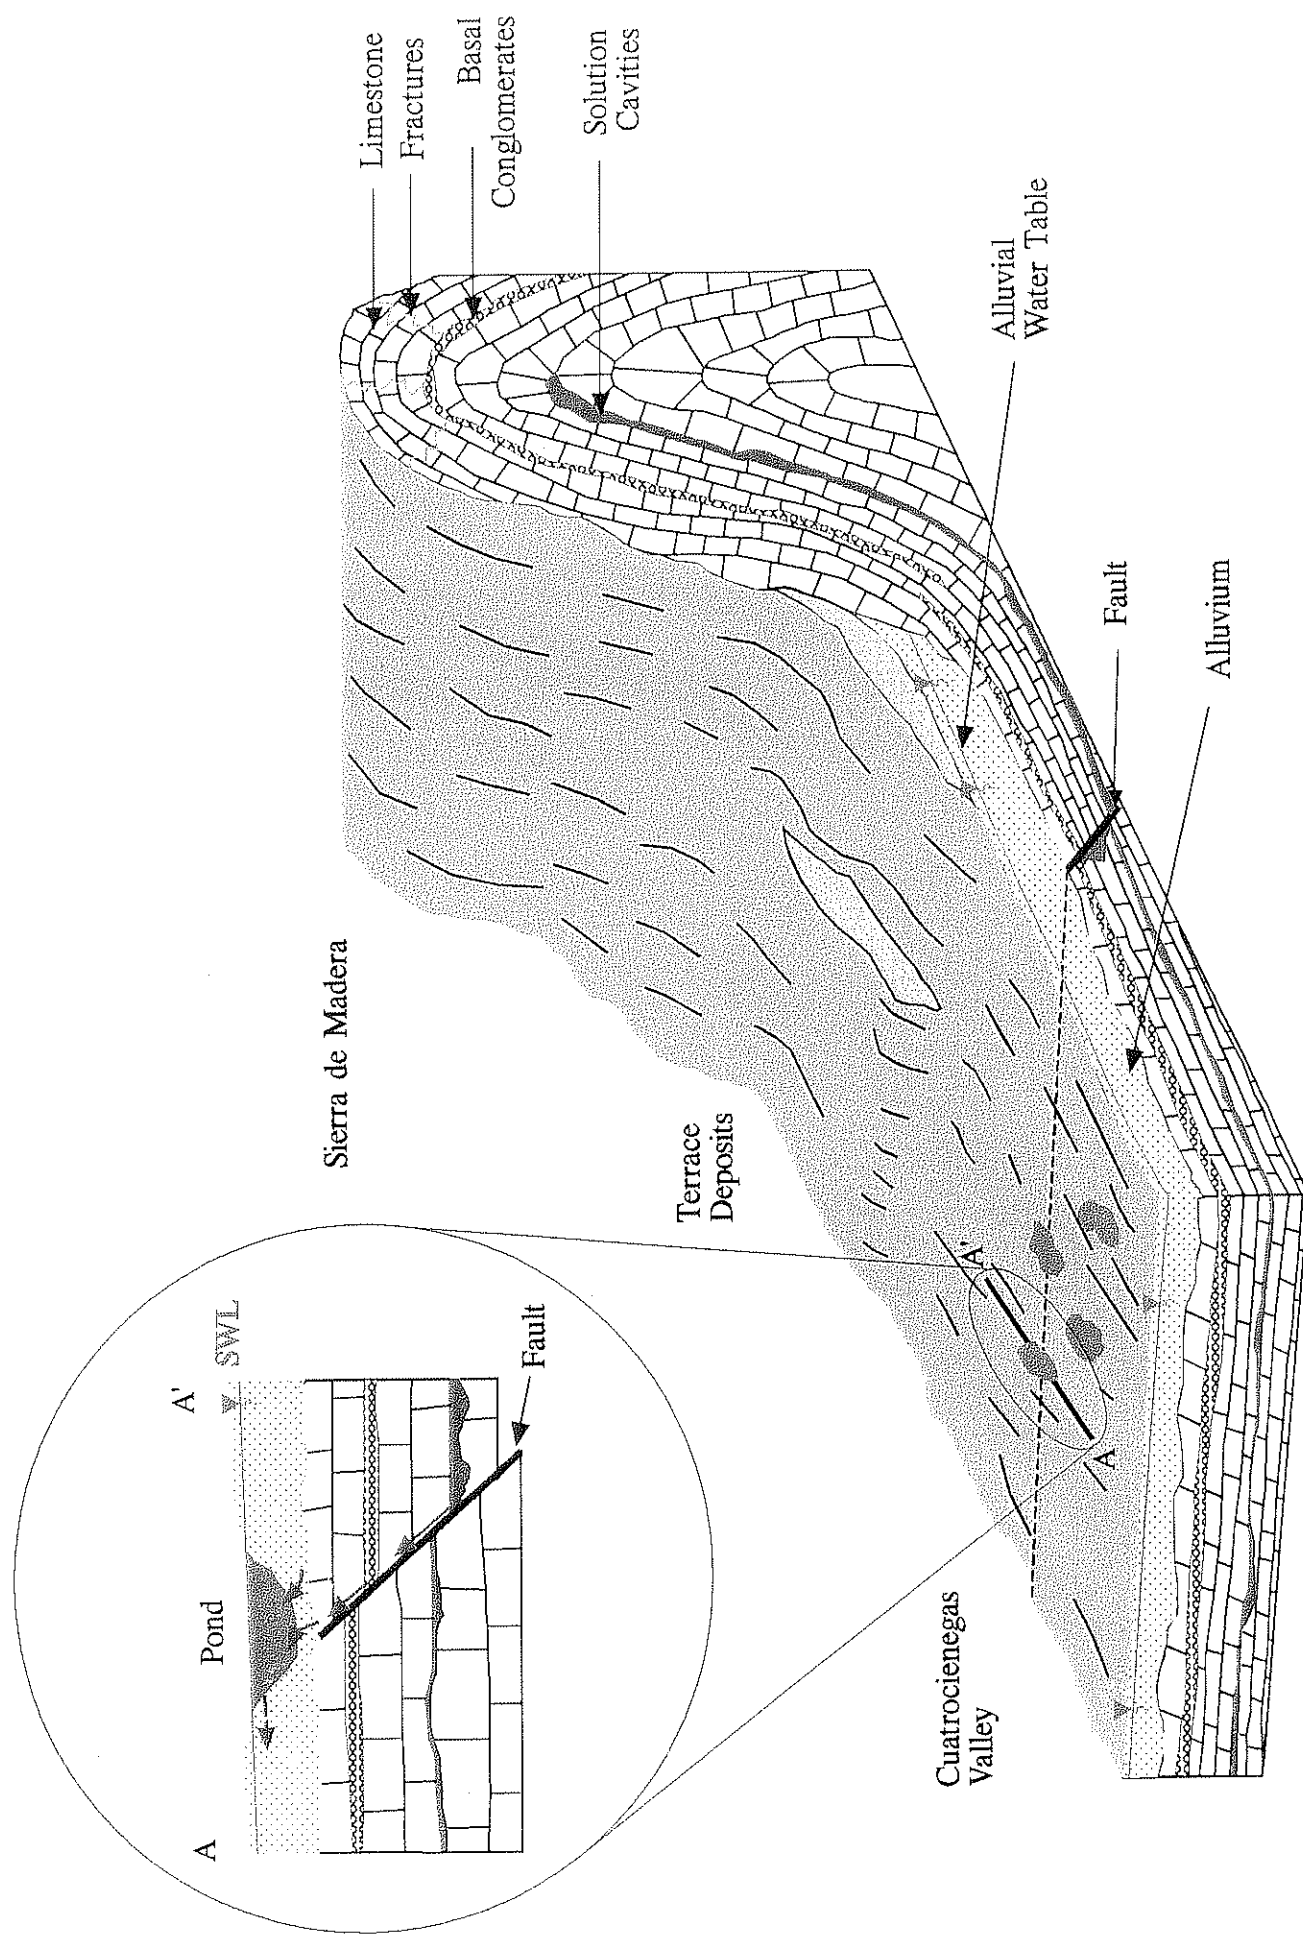 Limestone
Fractures
Basal
Conglomerates
Solution
Cavities
Sierra de Madera
Terrace
Deposits
Alluvial
Water Table
Fault
Alluvium
A
Pond
A'
SWL
Fault
A'
A
Cuatrocienegas
Valley